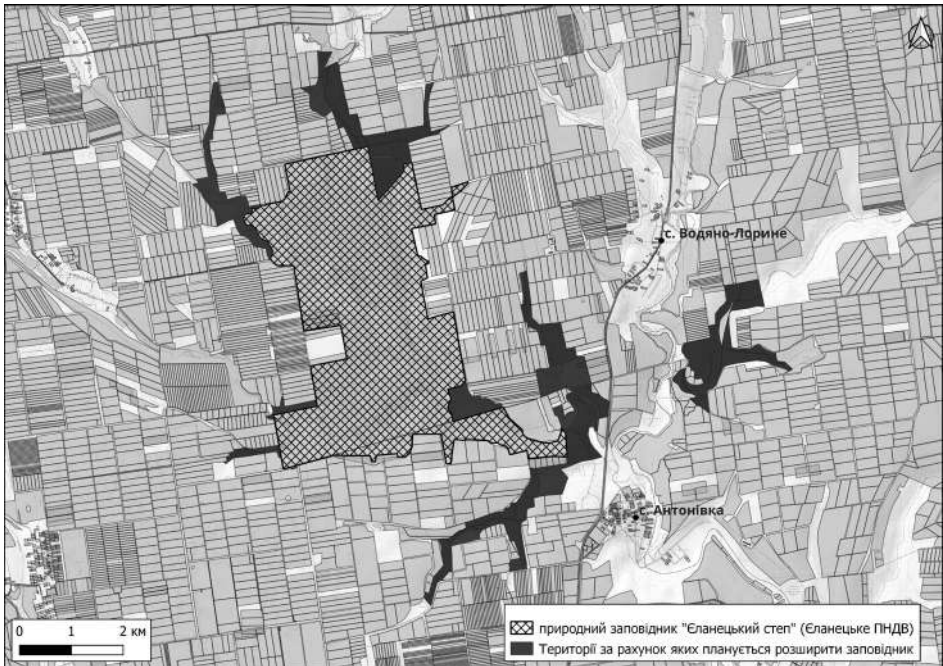 с. Водяно-Лорине
с. Антонівка
0 1 2 км
природний заповідник "Єланецький степ" (Єланецьке ПНДВ)
Території за рахунок яких планується розширити заповідник